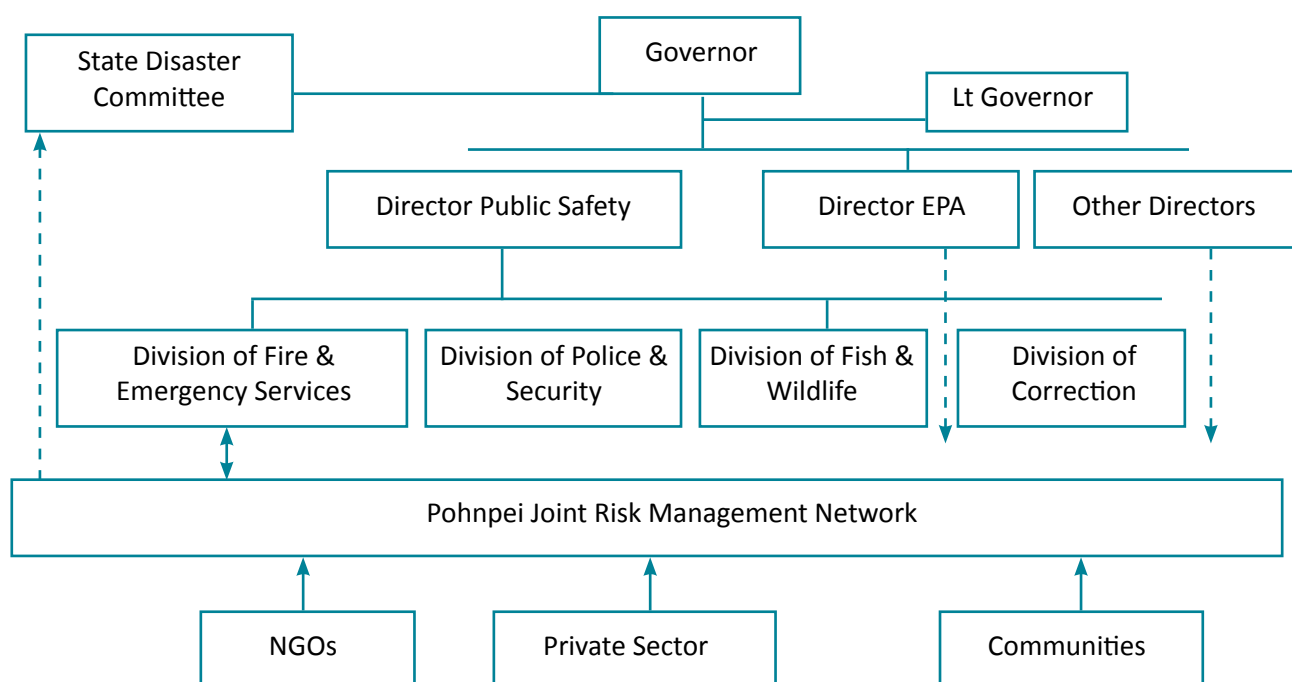 State Disaster
Committee
Governor
Lt Governor
Director Public Safety
Director EPA
Other Directors
Division of Fire &
Emergency Services
Division of Police &
Security
Division of Fish &
Wildlife
Division of
Correction
Pohnpei Joint Risk Management Network
NGOs
Private Sector
Communities